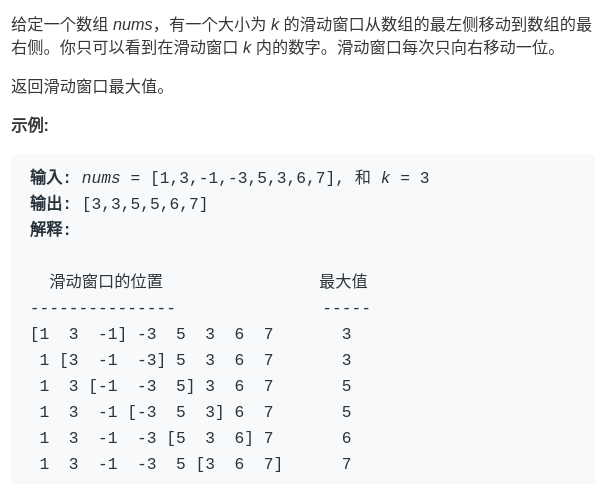 给定一个数组 nums，有一个大小为 k 的滑动窗口从数组的最左侧移动到数组的最
右侧。你只可以看到在滑动窗口 k 内的数字。滑动窗口每次只向右移动一位。
返回滑动窗口最大值。
示例:
输入: nums = [1,3,-1,-3,5,3,6,7], 和 k = 3
输出: [3,3,5,5,6,7]
解释:
滑动窗口的位置                最大值
---------------               -----
[1  3  -1] -3  5  3  6  7       3
 1 [3  -1  -3] 5  3  6  7       3
 1  3 [-1  -3  5] 3  6  7       5
 1  3  -1 [-3  5  3] 6  7       5
 1  3  -1  -3 [5  3  6] 7       6
 1  3  -1  -3  5 [3  6  7]      7